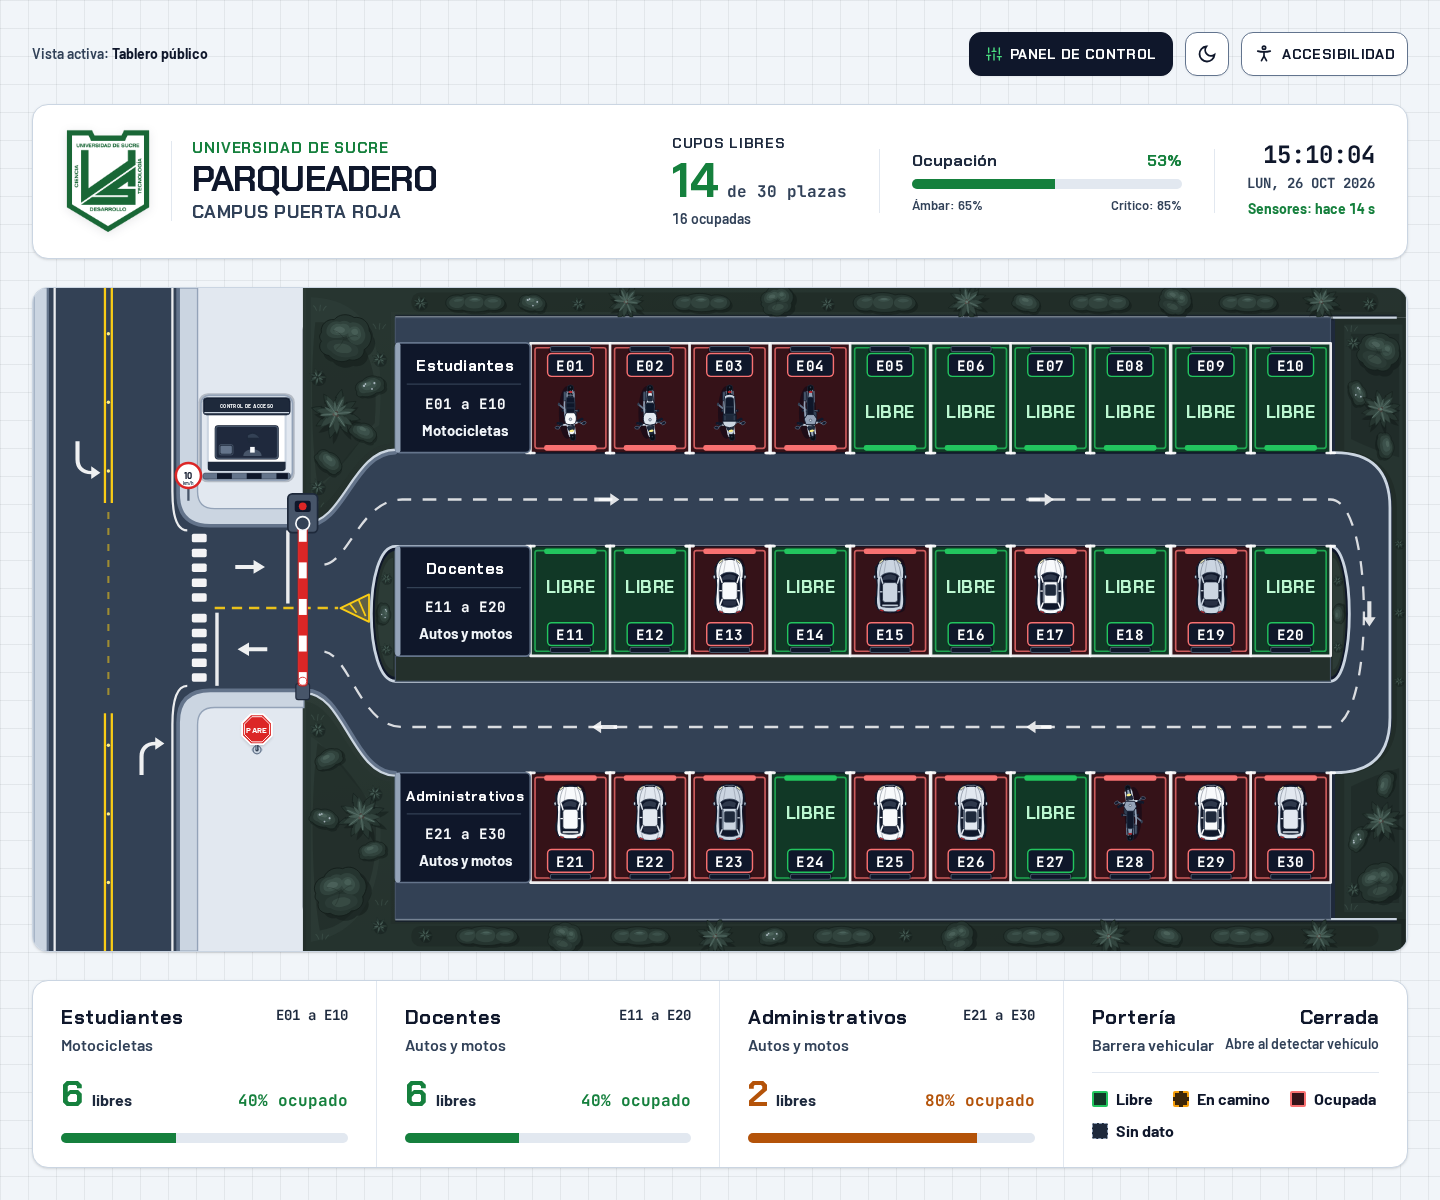 Vista activa: Tablero público
PANEL DE CONTROL
ACCESIBILIDAD
UNIVERSIDAD DE SUCRE
CIENCIA
TECNOLOGÍA
DESARROLLO
UNIVERSIDAD DE SUCRE
PARQUEADERO
CAMPUS PUERTA ROJA
CUPOS LIBRES
14 de 30 plazas
16 ocupadas
Ocupación 53%
Ámbar: 65% Crítico: 85%
15:10:04
LUN, 26 OCT 2026
Sensores: hace 14 s
CONTROL DE ACCESO
10
km/h
PARE
Estudiantes
E01 a E10
Motocicletas
E01 E02 E03 E04 E05 E06 E07 E08 E09 E10
LIBRE LIBRE LIBRE LIBRE LIBRE LIBRE
Docentes
E11 a E20
Autos y motos
LIBRE LIBRE LIBRE LIBRE LIBRE LIBRE
E11 E12 E13 E14 E15 E16 E17 E18 E19 E20
Administrativos
E21 a E30
Autos y motos
LIBRE LIBRE
E21 E22 E23 E24 E25 E26 E27 E28 E29 E30
Estudiantes E01 a E10
Motocicletas
6 libres 40% ocupado
Docentes E11 a E20
Autos y motos
6 libres 40% ocupado
Administrativos E21 a E30
Autos y motos
2 libres 80% ocupado
Portería Cerrada
Barrera vehicular Abre al detectar vehículo
Libre En camino Ocupada
Sin dato